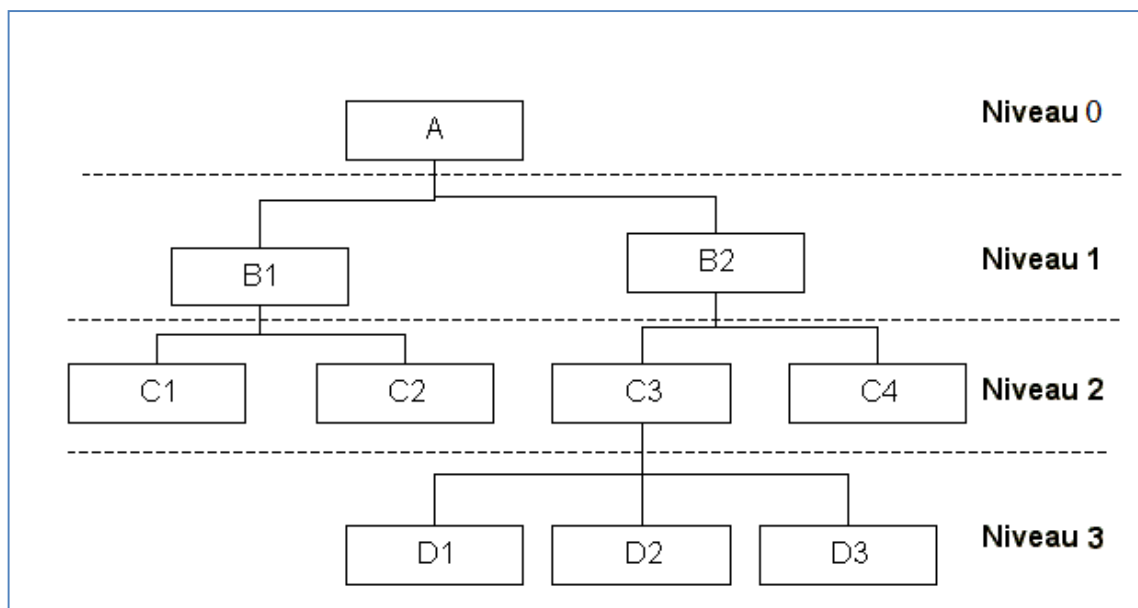 A
Niveau 0
B1
B2
Niveau 1
C1
C2
C3
C4
Niveau 2
D1
D2
D3
Niveau 3